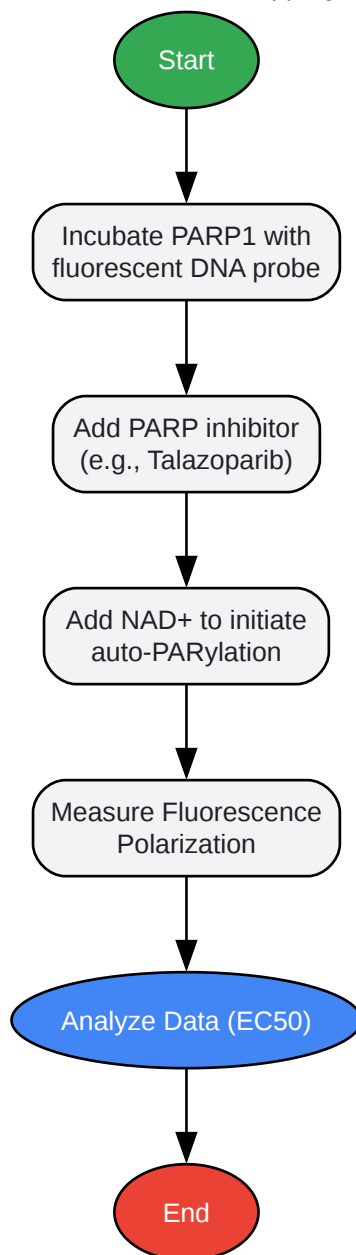 Start
Incubate PARP1 with
fluorescent DNA probe
Add PARP inhibitor
(e.g., Talazoparib)
Add NAD+ to initiate
auto-PARylation
Measure Fluorescence
Polarization
Analyze Data (EC50)
End